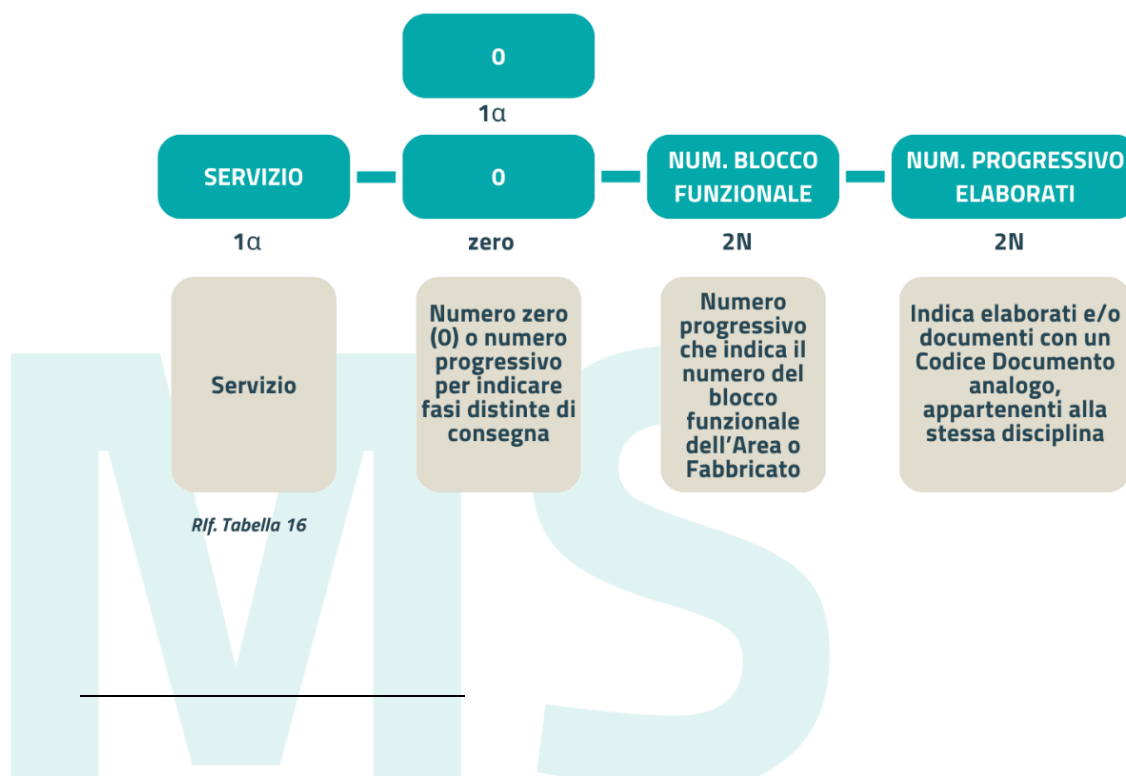 0
1α
SERVIZIO
0
NUM. BLOCCO
FUNZIONALE
NUM. PROGRESSIVO
ELABORATI
1α
zero
2N
2N
Servizio
Numero zero
(0) o numero
progressivo
per indicare
fasi distinte di
consegna
Numero
progressivo
che indica il
numero del
blocco
funzionale
dell'Area o
Fabbricato
Indica elaborati e/o
documenti con un
Codice Documento
analogo,
appartenenti alla
stessa disciplina
RIf. Tabella 16
MS